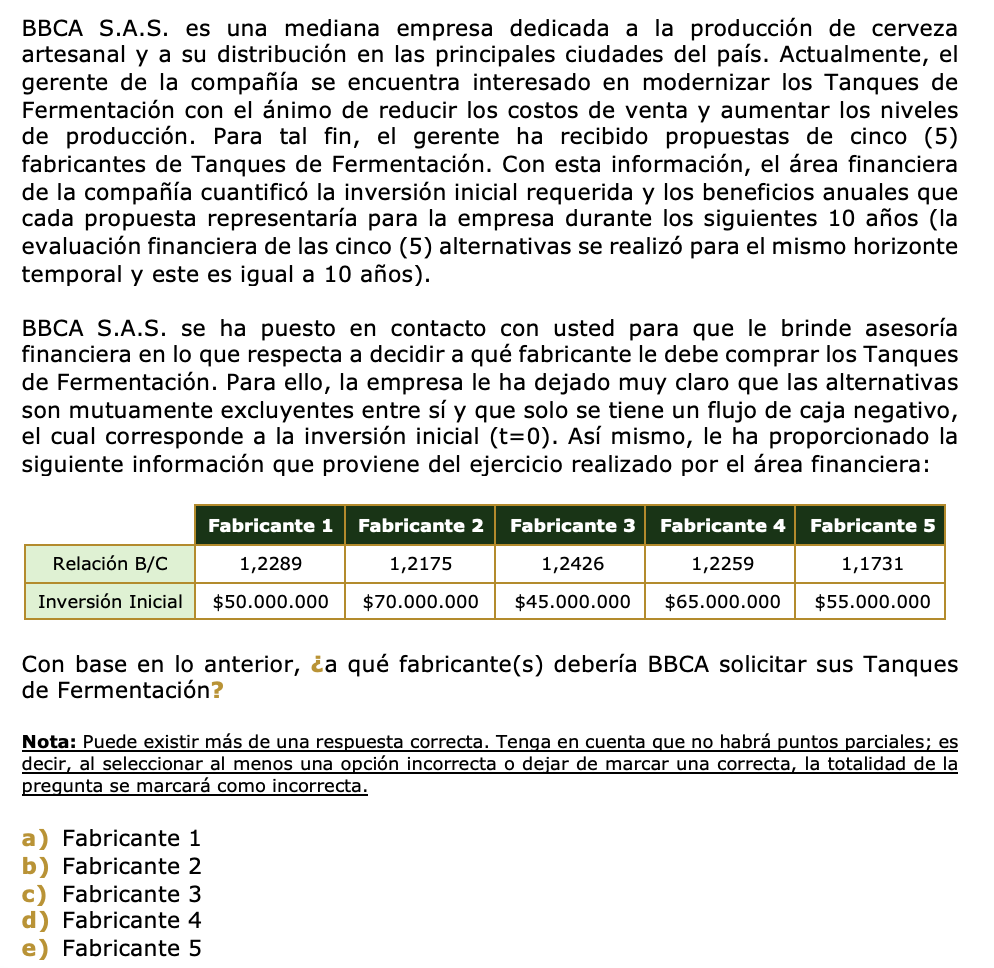 BBCA S.A.S. es una mediana empresa dedicada a la producción de cerveza
artesanal y a su distribución en las principales ciudades del país. Actualmente, el
gerente de la compañía se encuentra interesado en modernizar los Tanques de
Fermentación con el ánimo de reducir los costos de venta y aumentar los niveles
de producción. Para tal fin, el gerente ha recibido propuestas de cinco (5)
fabricantes de Tanques de Fermentación. Con esta información, el área financiera
de la compañía cuantificó la inversión inicial requerida y los beneficios anuales que
cada propuesta representaría para la empresa durante los siguientes 10 años (la
evaluación financiera de las cinco (5) alternativas se realizó para el mismo horizonte
temporal y este es igual a 10 años).
BBCA S.A.S. se ha puesto en contacto con usted para que le brinde asesoría
financiera en lo que respecta a decidir a qué fabricante le debe comprar los Tanques
de Fermentación. Para ello, la empresa le ha dejado muy claro que las alternativas
son mutuamente excluyentes entre sí y que solo se tiene un flujo de caja negativo,
el cual corresponde a la inversión inicial (t=0). Así mismo, le ha proporcionado la
siguiente información que proviene del ejercicio realizado por el área financiera:
Fabricante 1 Fabricante 2 Fabricante 3 Fabricante 4 Fabricante 5
Relación B/C 1,2289 1,2175 1,2426 1,2259 1,1731
Inversión Inicial $50.000.000 $70.000.000 $45.000.000 $65.000.000 $55.000.000
Con base en lo anterior, ¿a qué fabricante(s) debería BBCA solicitar sus Tanques
de Fermentación?
Nota: Puede existir más de una respuesta correcta. Tenga en cuenta que no habrá puntos parciales; es
decir, al seleccionar al menos una opción incorrecta o dejar de marcar una correcta, la totalidad de la
pregunta se marcará como incorrecta.
a) Fabricante 1
b) Fabricante 2
c) Fabricante 3
d) Fabricante 4
e) Fabricante 5